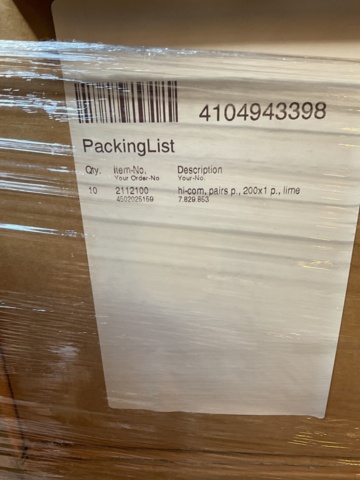 4104943398
PackingList
Qty. Item-No. Description
Your Order-No Your-No.
10 2112100 hi-com, pairs p., 200x1 p., lime
4502025169 7.829.853